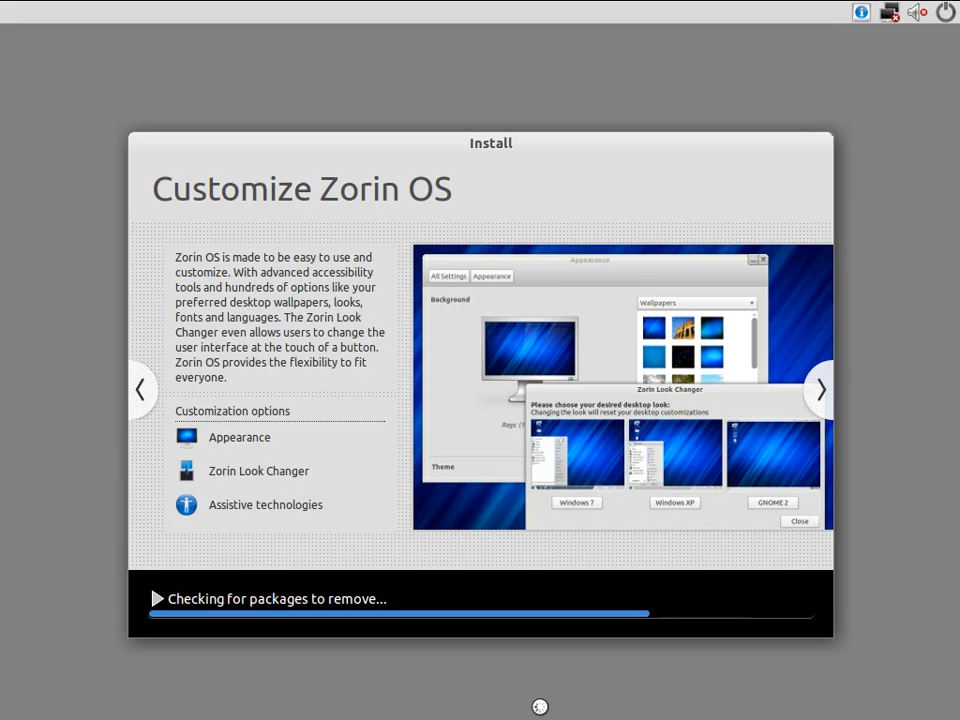 Install
Customize Zorin OS
Zorin OS is made to be easy to use and
customize. With advanced accessibility
tools and hundreds of options like your
preferred desktop wallpapers, looks,
fonts and languages. The Zorin Look
Changer even allows users to change the
user interface at the touch of a button.
Zorin OS provides the flexibility to fit
everyone.
Customization options
Appearance
Zorin Look Changer
Assistive technologies
Appearance
All Settings Appearance
Background
Wallpapers
Theme
Zorin Look Changer
Please choose your desired desktop look:
Changing the look will reset your desktop customizations
Windows 7 Windows XP GNOME 2
Close
Checking for packages to remove...